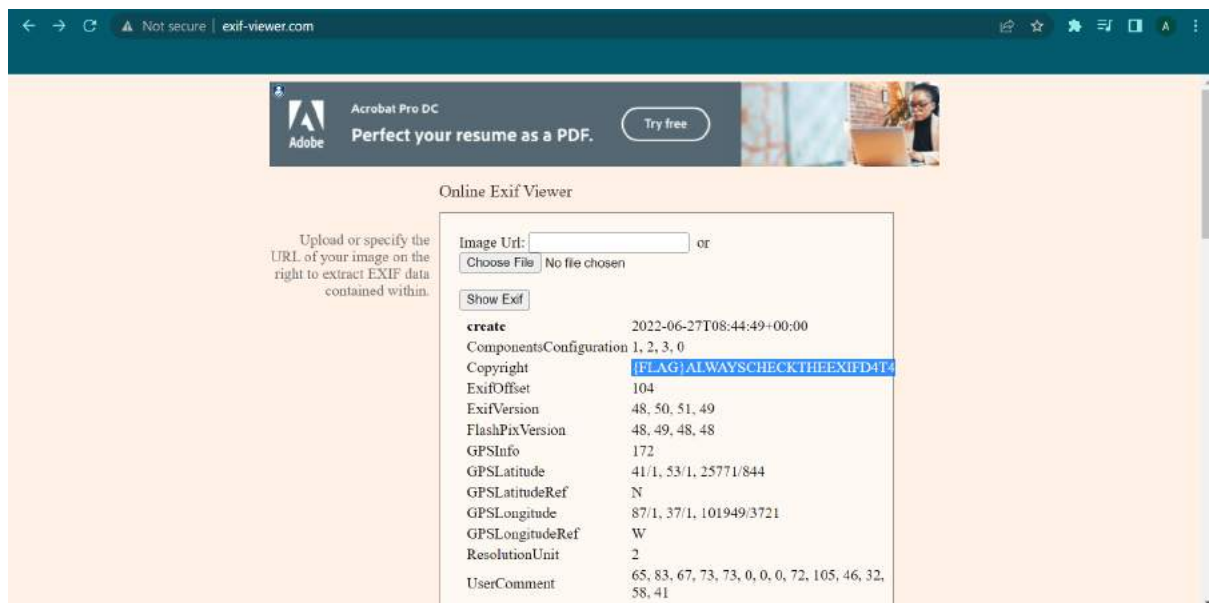 Not secure | exif-viewer.com
A
Adobe
Acrobat Pro DC
Perfect your resume as a PDF.
Try free
Online Exif Viewer
Upload or specify the
URL of your image on the
right to extract EXIF data
contained within.
Image Url: or
Choose File No file chosen
Show Exif
create 2022-06-27T08:44:49+00:00
ComponentsConfiguration 1, 2, 3, 0
Copyright {FLAG}ALWAYSCHECKTHEEXIFD4T4
ExifOffset 104
ExifVersion 48, 50, 51, 49
FlashPixVersion 48, 49, 48, 48
GPSInfo 172
GPSLatitude 41/1, 53/1, 25771/844
GPSLatitudeRef N
GPSLongitude 87/1, 37/1, 101949/3721
GPSLongitudeRef W
ResolutionUnit 2
UserComment 65, 83, 67, 73, 73, 0, 0, 0, 72, 105, 46, 32,
58, 41